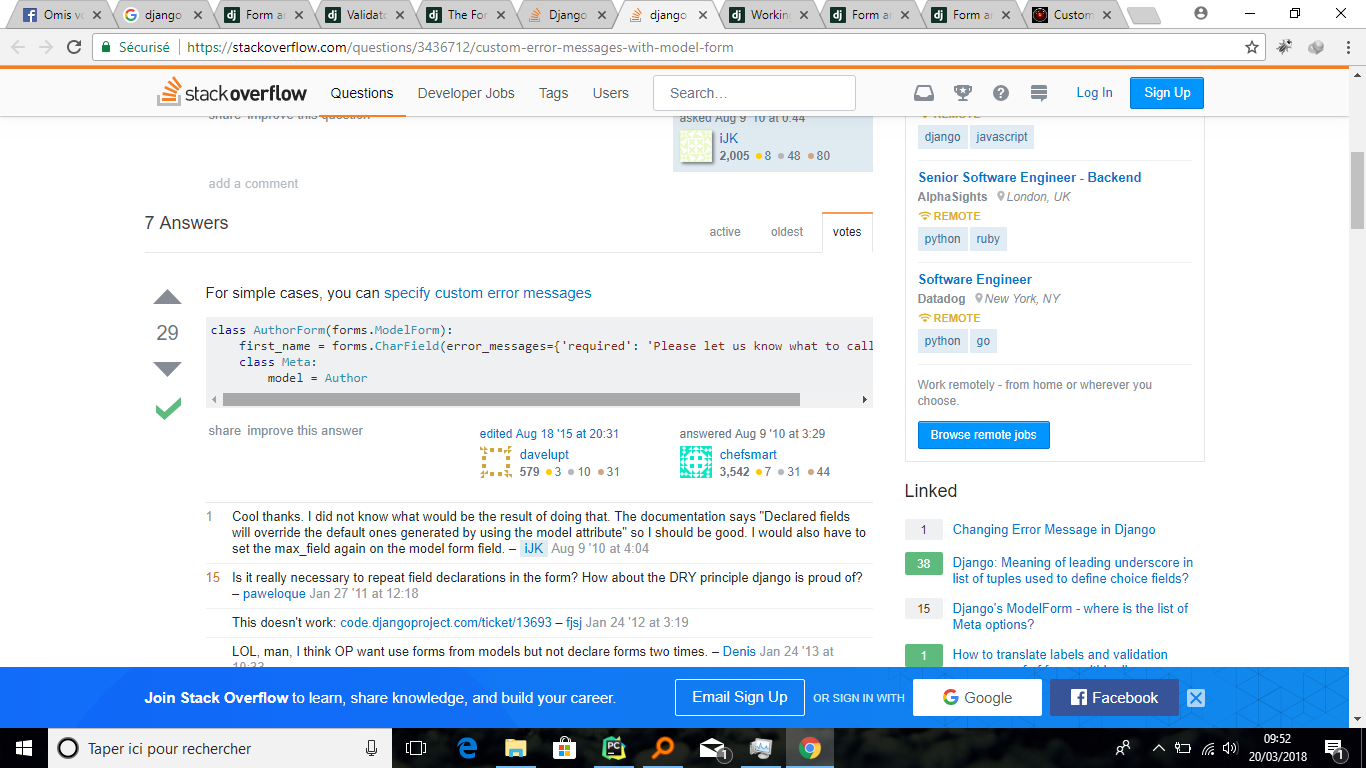 Omis vo
django
Form an
Validato
The For
Django
django
Working
Form an
Form an
Custom
Sécurisé https://stackoverflow.com/questions/3436712/custom-error-messages-with-model-form
stackoverflow Questions Developer Jobs Tags Users Search... Log In Sign Up
share improve this question
asked Aug 9 '10 at 0:44
iJK
2,005 8 48 80
add a comment
7 Answers
active oldest votes
For simple cases, you can specify custom error messages
29
class AuthorForm(forms.ModelForm):
first_name = forms.CharField(error_messages={'required': 'Please let us know what to call
class Meta:
model = Author
share improve this answer
edited Aug 18 '15 at 20:31
davelupt
579 3 10 31
answered Aug 9 '10 at 3:29
chefsmart
3,542 7 31 44
1 Cool thanks. I did not know what would be the result of doing that. The documentation says "Declared fields
will override the default ones generated by using the model attribute" so I should be good. I would also have to
set the max_field again on the model form field. – iJK Aug 9 '10 at 4:04
15 Is it really necessary to repeat field declarations in the form? How about the DRY principle django is proud of?
– paweloque Jan 27 '11 at 12:18
This doesn't work: code.djangoproject.com/ticket/13693 – fjsj Jan 24 '12 at 3:19
LOL, man, I think OP want use forms from models but not declare forms two times. – Denis Jan 24 '13 at
REMOTE
django javascript
Senior Software Engineer - Backend
AlphaSights London, UK
REMOTE
python ruby
Software Engineer
Datadog New York, NY
REMOTE
python go
Work remotely - from home or wherever you
choose.
Browse remote jobs
Linked
1 Changing Error Message in Django
38 Django: Meaning of leading underscore in
list of tuples used to define choice fields?
15 Django's ModelForm - where is the list of
Meta options?
1 How to translate labels and validation
Join Stack Overflow to learn, share knowledge, and build your career. Email Sign Up OR SIGN IN WITH Google Facebook
Taper ici pour rechercher
1
09:52
20/03/2018
1